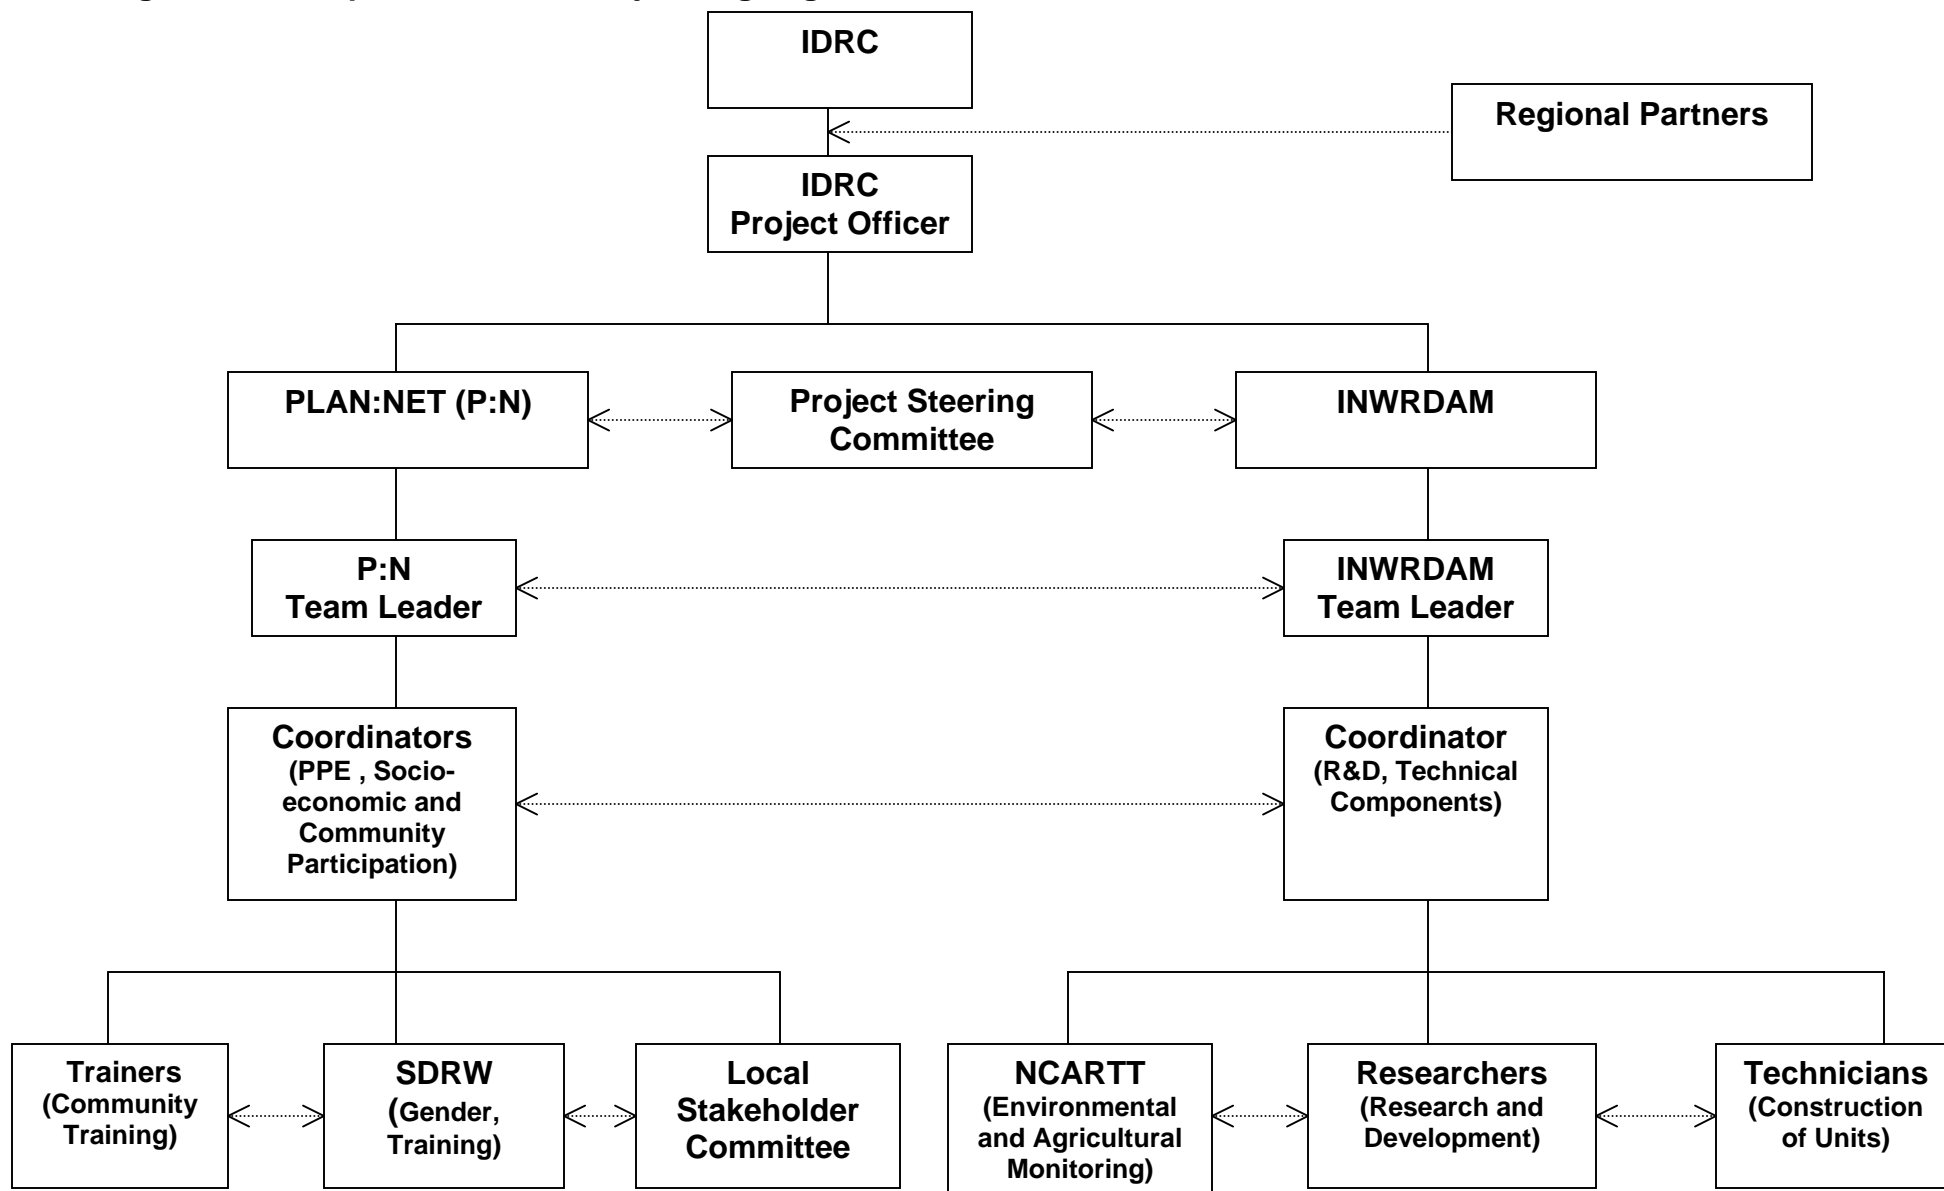 IDRC
Regional Partners
IDRC
Project Officer
PLAN:NET (P:N)
Project Steering
Committee
INWRDAM
P:N
Team Leader
INWRDAM
Team Leader
Coordinators
(PPE , Socio-
economic and
Community
Participation)
Coordinator
(R&D, Technical
Components)
Trainers
(Community
Training)
SDRW
(Gender,
Training)
Local
Stakeholder
Committee
NCARTT
(Environmental
and Agricultural
Monitoring)
Researchers
(Research and
Development)
Technicians
(Construction
of Units)